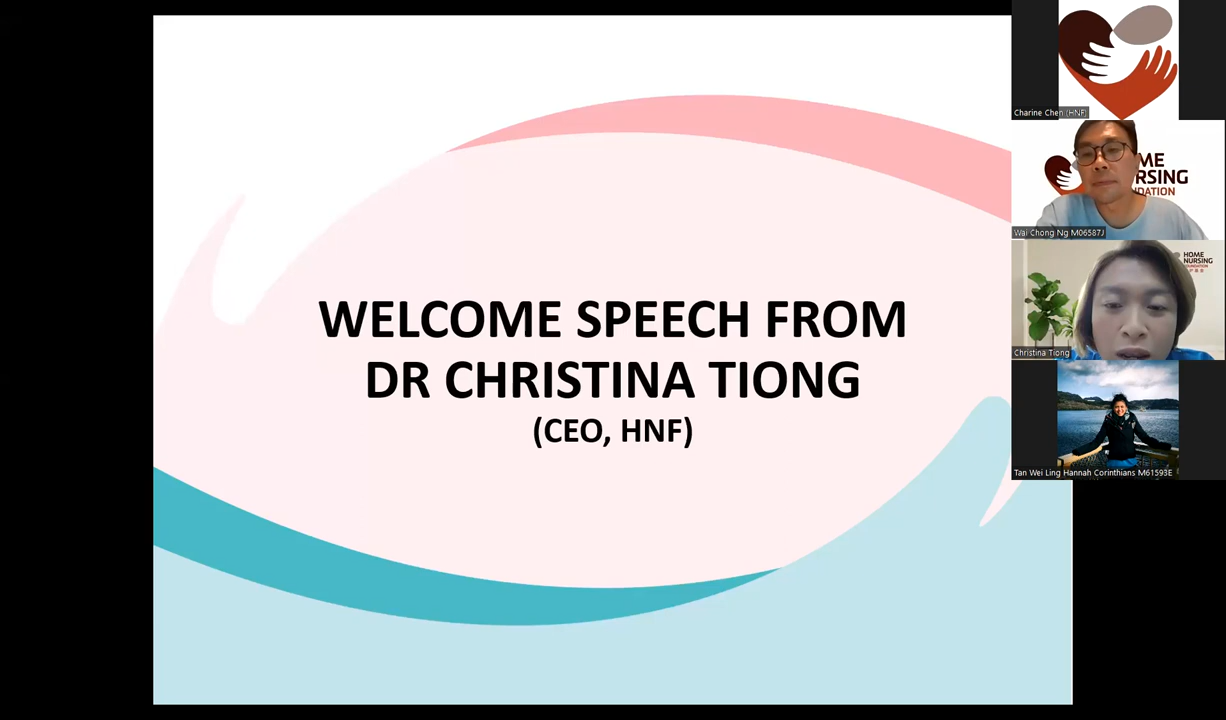 WELCOME SPEECH FROM
DR CHRISTINA TIONG
(CEO, HNF)
Charine Chen (HNF)
ME
RSING
DATION
Wai Chong Ng M06587J
HOME
NURSING
Christina Tiong
Tan Wei Ling Hannah Corinthians M61593E